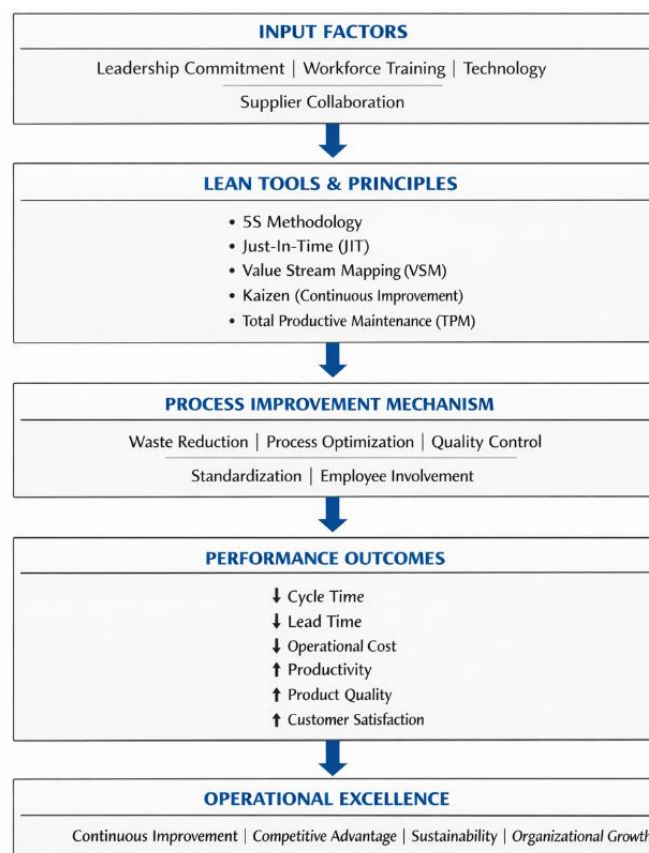 INPUT FACTORS
Leadership Commitment | Workforce Training | Technology
Supplier Collaboration
LEAN TOOLS & PRINCIPLES
• 5S Methodology
• Just-In-Time (JIT)
• Value Stream Mapping (VSM)
• Kaizen (Continuous Improvement)
• Total Productive Maintenance (TPM)
PROCESS IMPROVEMENT MECHANISM
Waste Reduction | Process Optimization | Quality Control
Standardization | Employee Involvement
PERFORMANCE OUTCOMES
↓ Cycle Time
↓ Lead Time
↓ Operational Cost
↑ Productivity
↑ Product Quality
↑ Customer Satisfaction
OPERATIONAL EXCELLENCE
Continuous Improvement | Competitive Advantage | Sustainability | Organizational Growth